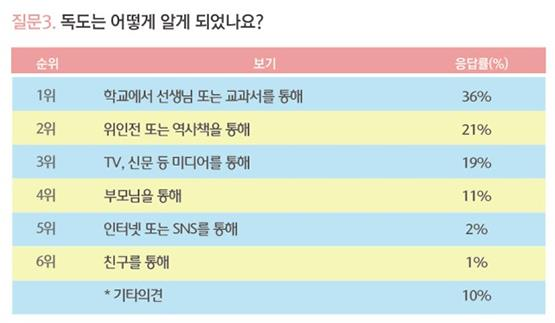 질문3. 독도는 어떻게 알게 되었나요?
순위 보기 응답률(%)
1위 학교에서 선생님 또는 교과서를 통해 36%
2위 위인전 또는 역사책을 통해 21%
3위 TV, 신문 등 미디어를 통해 19%
4위 부모님을 통해 11%
5위 인터넷 또는 SNS를 통해 2%
6위 친구를 통해 1%
* 기타의견 10%